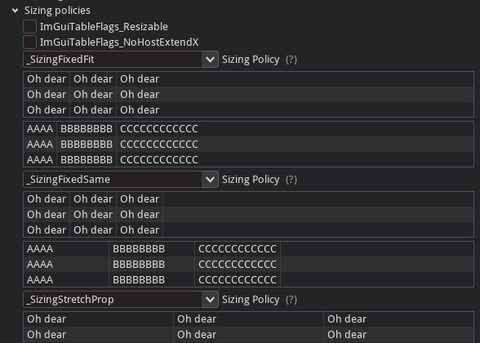 Sizing policies
ImGuiTableFlags_Resizable
ImGuiTableFlags_NoHostExtendX
_SizingFixedFit Sizing Policy (?)
Oh dear Oh dear Oh dear
Oh dear Oh dear Oh dear
Oh dear Oh dear Oh dear
AAAA BBBBBBBB CCCCCCCCCCCC
AAAA BBBBBBBB CCCCCCCCCCCC
AAAA BBBBBBBB CCCCCCCCCCCC
_SizingFixedSame Sizing Policy (?)
Oh dear Oh dear Oh dear
Oh dear Oh dear Oh dear
Oh dear Oh dear Oh dear
AAAA BBBBBBBB CCCCCCCCCCCC
AAAA BBBBBBBB CCCCCCCCCCCC
AAAA BBBBBBBB CCCCCCCCCCCC
_SizingStretchProp Sizing Policy (?)
Oh dear Oh dear Oh dear
Oh dear Oh dear Oh dear